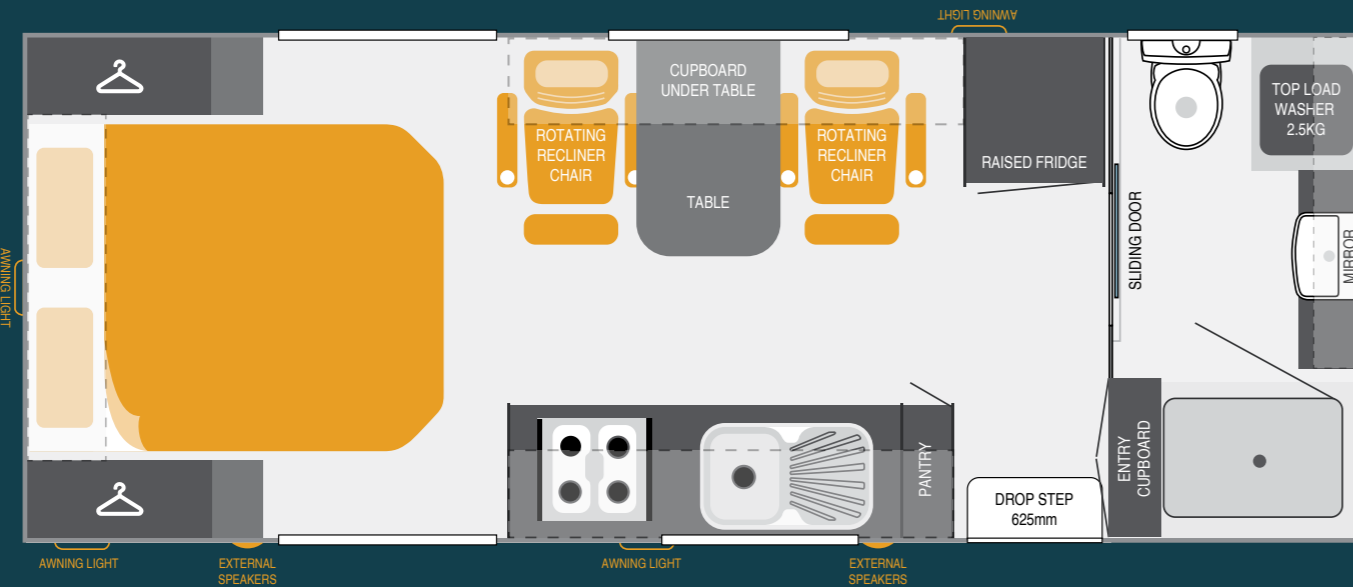 AWNING LIGHT
CUPBOARD
UNDER TABLE
ROTATING
RECLINER
CHAIR
TABLE
ROTATING
RECLINER
CHAIR
RAISED FRIDGE
SLIDING DOOR
TOP LOAD
WASHER
2.5KG
MIRROR
AWNING LIGHT
PANTRY
DROP STEP
625mm
ENTRY
CUPBOARD
AWNING LIGHT
EXTERNAL
SPEAKERS
AWNING LIGHT
EXTERNAL
SPEAKERS